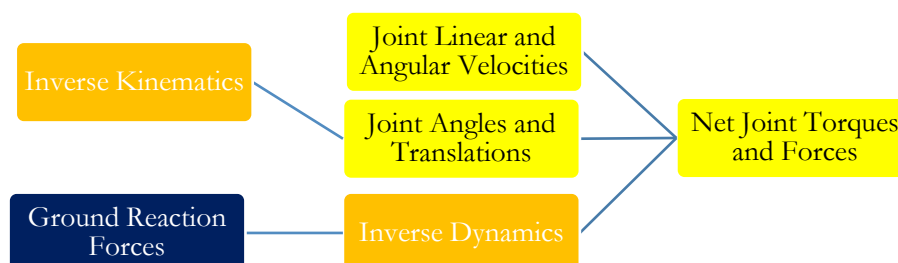 Joint Linear and
Angular Velocities
Inverse Kinematics
Joint Angles and
Translations
Net Joint Torques
and Forces
Ground Reaction
Forces
Inverse Dynamics